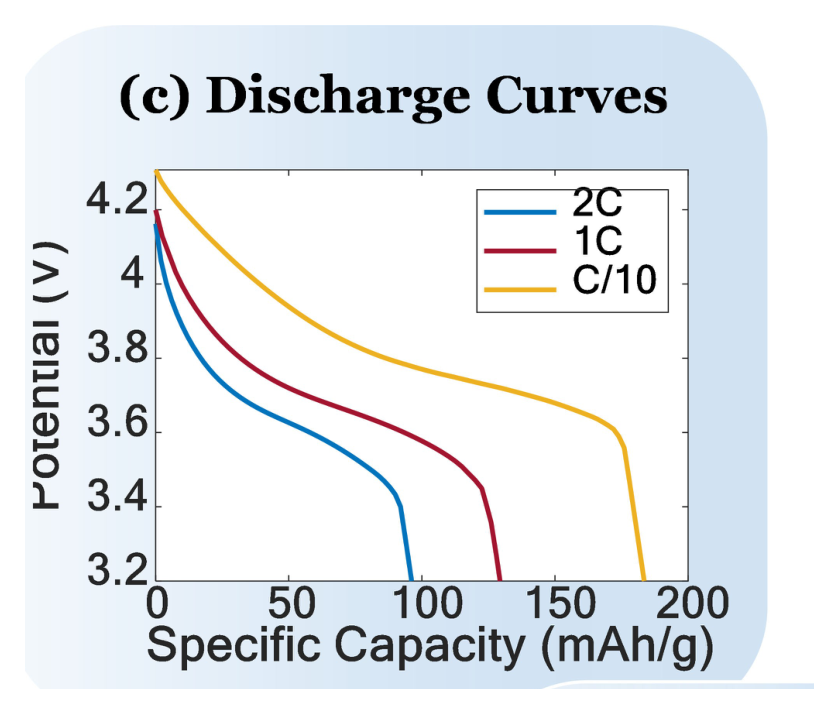 (c) Discharge Curves
4.2
4
3.8
3.6
3.4
3.2
Potential (V)
2C
1C
C/10
0
50
100
150
200
Specific Capacity (mAh/g)